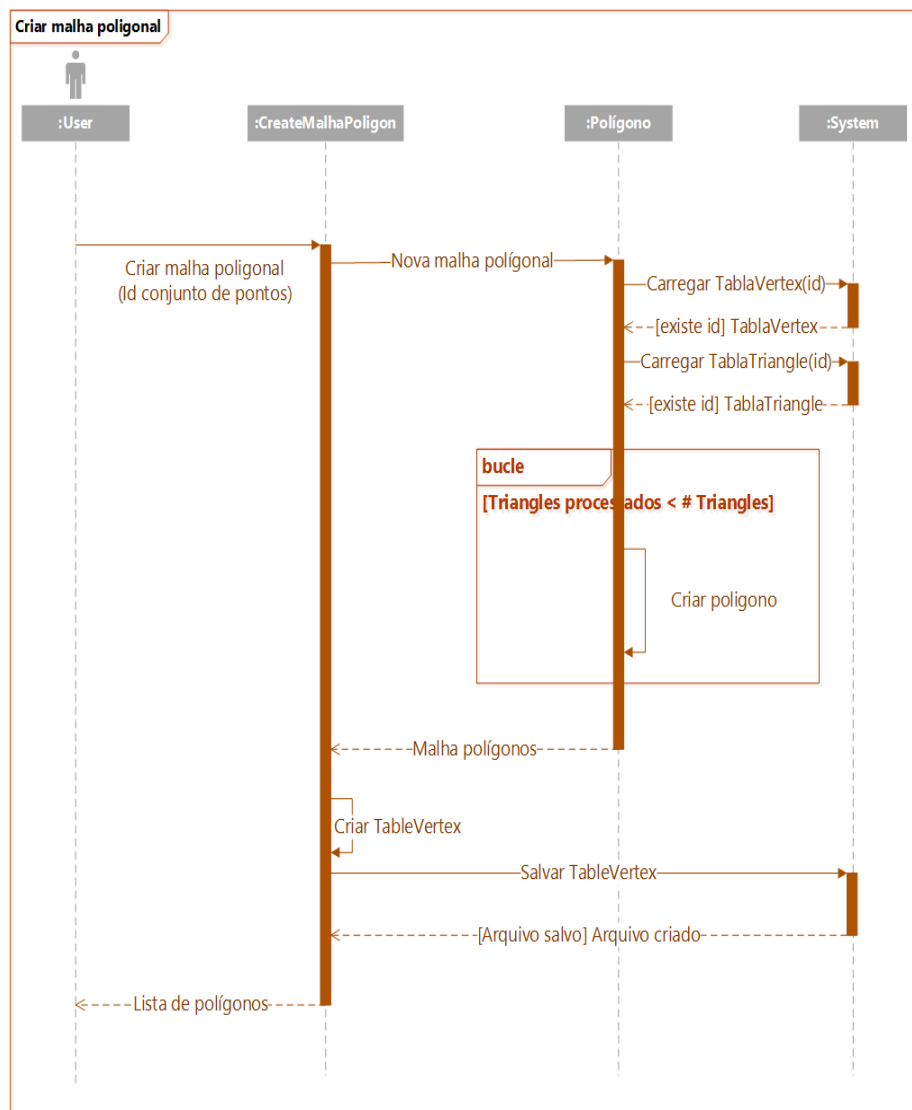 Criar malha poligonal
:User
:CreateMalhaPoligon
:Polígono
:System
Criar malha poligonal
(Id conjunto de pontos)
Nova malha polígonal
Carregar TablaVertex(id)
[existe id] TablaVertex
Carregar TablaTriangle(id)
[existe id] TablaTriangle
bucle
[Triangles procesados < # Triangles]
Criar poligono
Malha polígonos
Criar TableVertex
Salvar TableVertex
[Arquivo salvo] Arquivo criado
Lista de polígonos